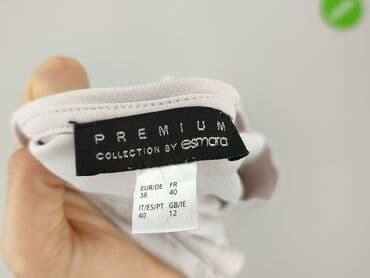 PREMIUM
COLLECTION BY esmara
EUR/DE FR
38 40
IT/ES/PT GB/IE
40 12